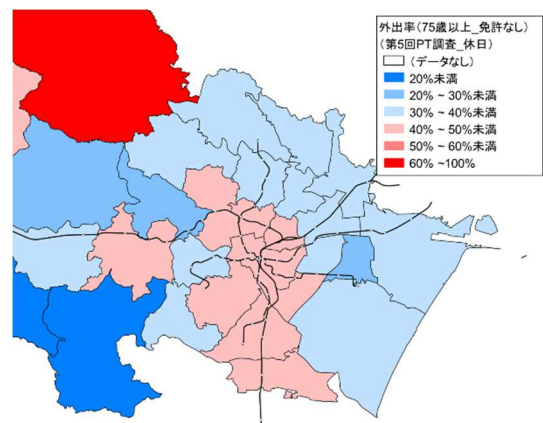 外出率(75歳以上_免許なし)
(第5回PT調査_休日)
(データなし)
20%未満
20% ~ 30%未満
30% ~ 40%未満
40% ~ 50%未満
50% ~ 60%未満
60% ~100%